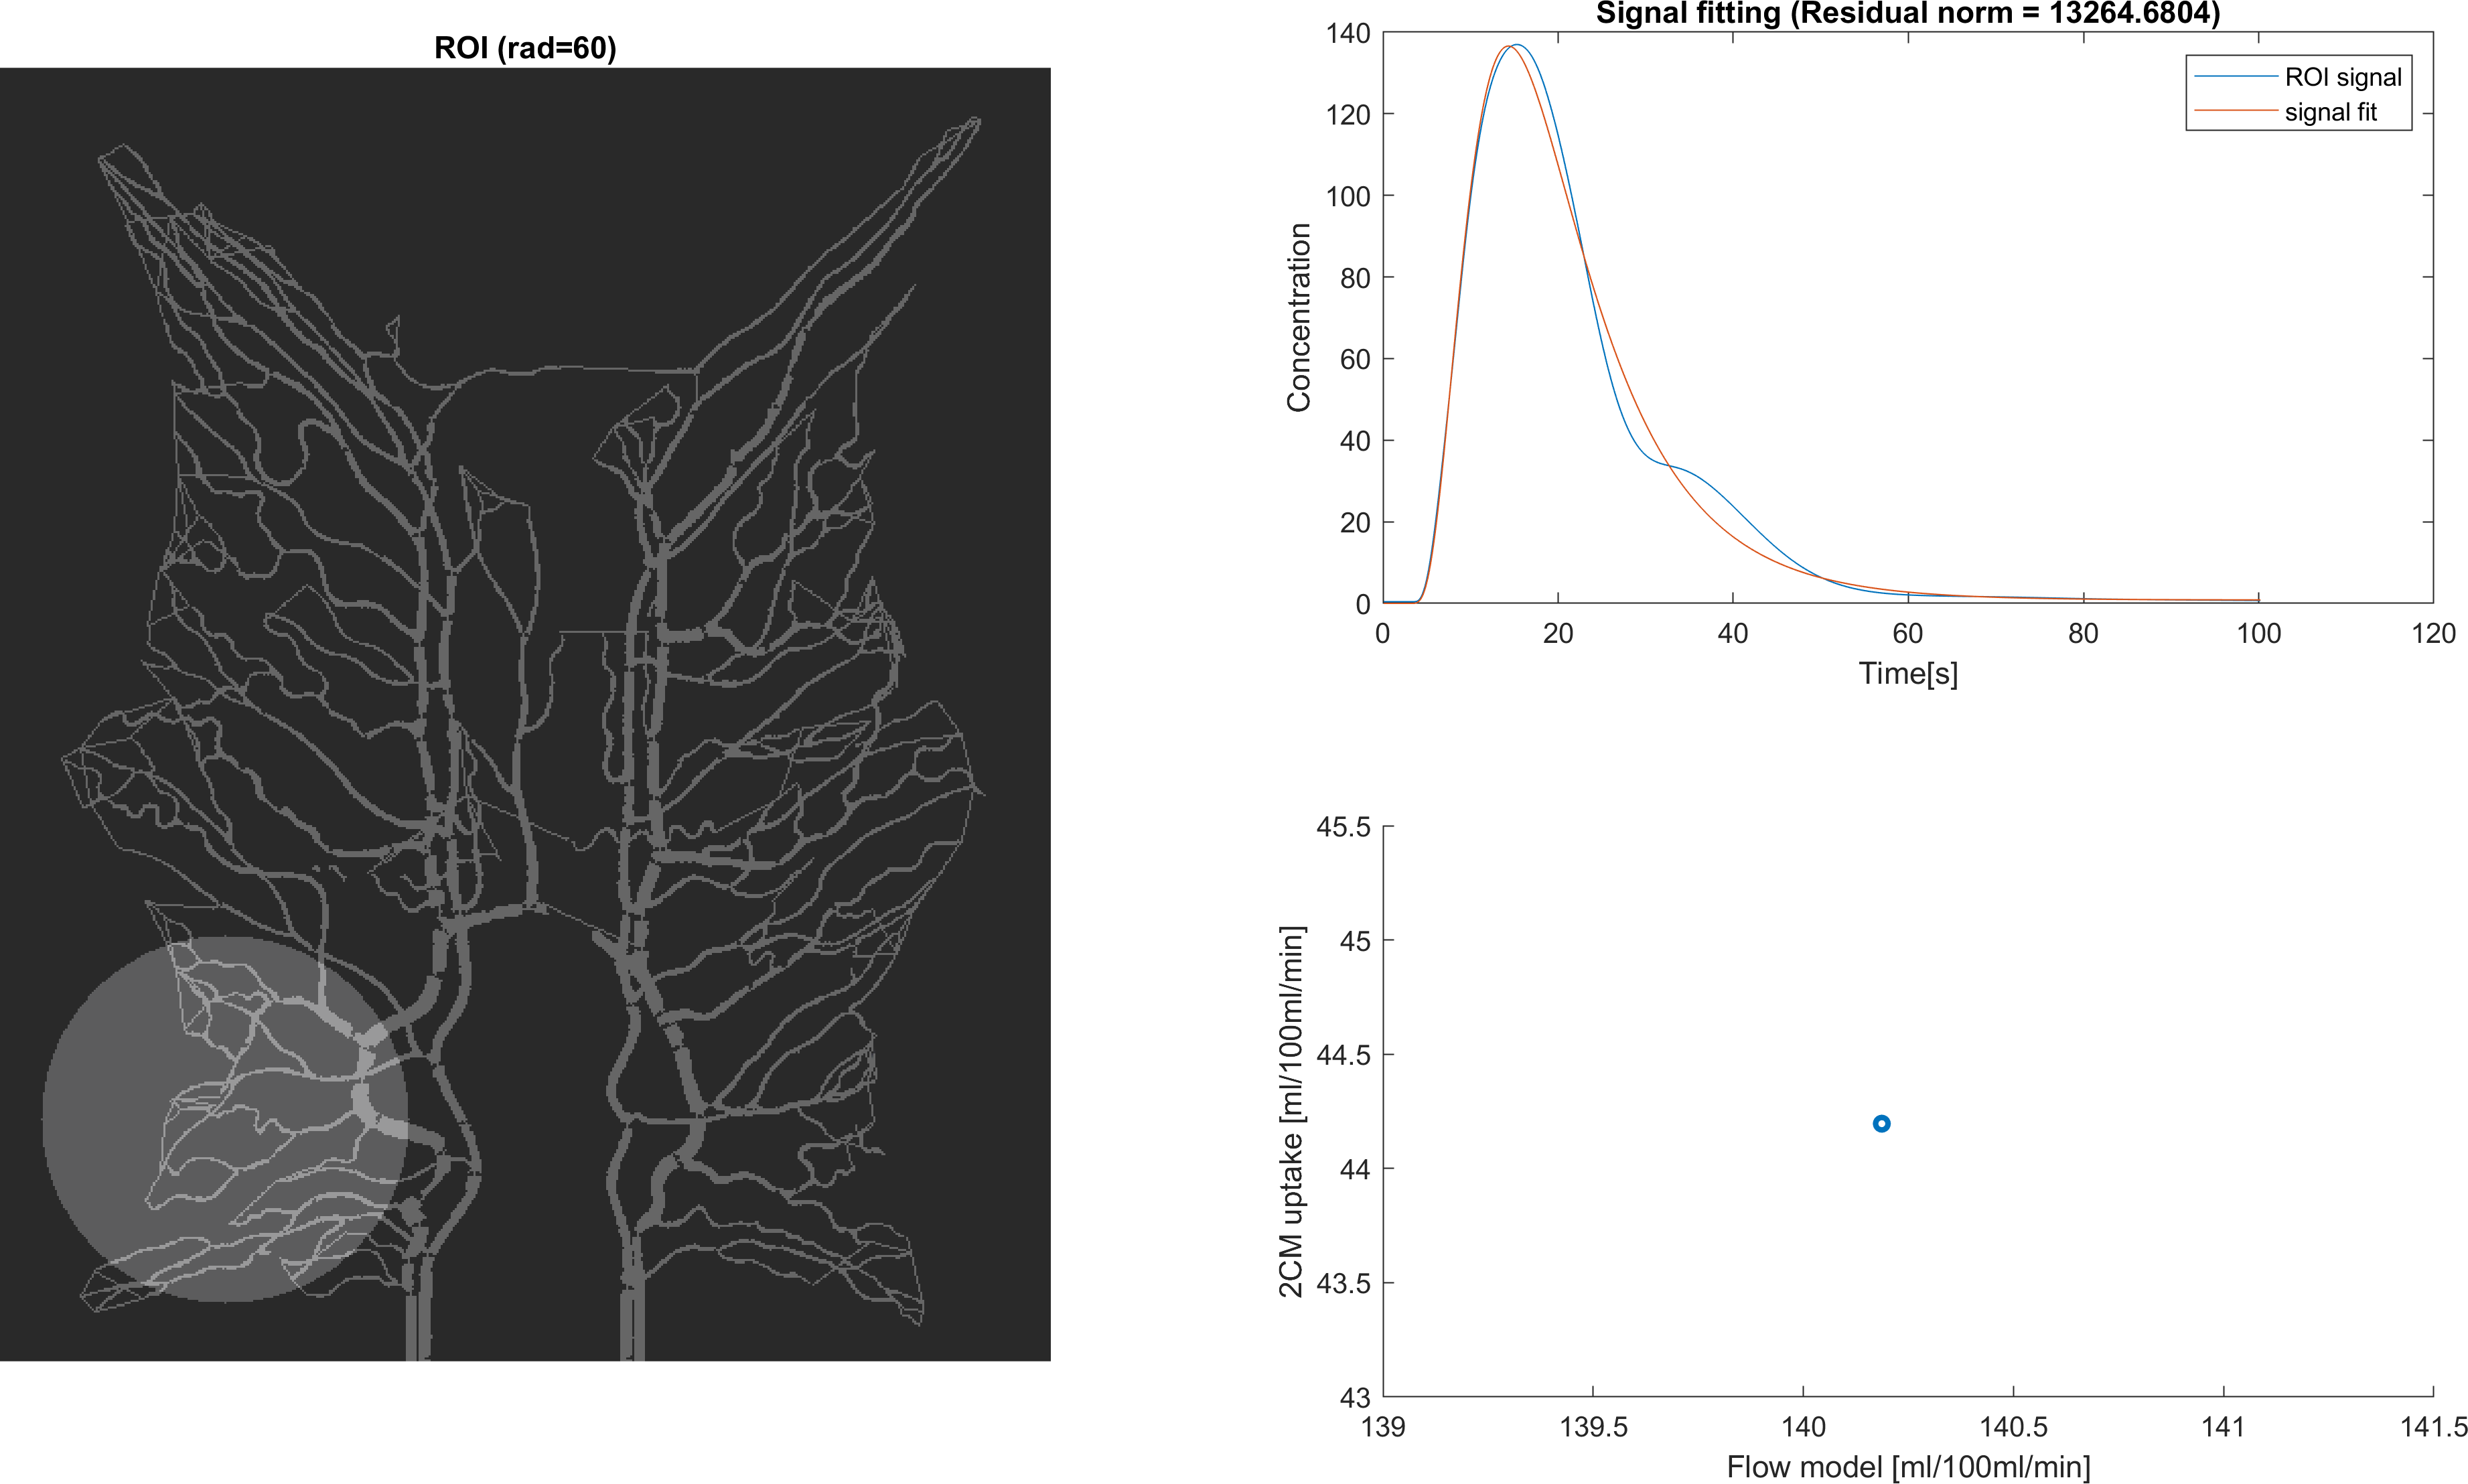 ROI (rad=60)
Signal fitting (Residual norm = 13264.6804)
140
120
100
80
60
40
20
0
Concentration
ROI signal
signal fit
0 20 40 60 80 100 120
Time[s]
45.5
45
44.5
44
43.5
43
2CM uptake [ml/100ml/min]
139 139.5 140 140.5 141 141.5
Flow model [ml/100ml/min]